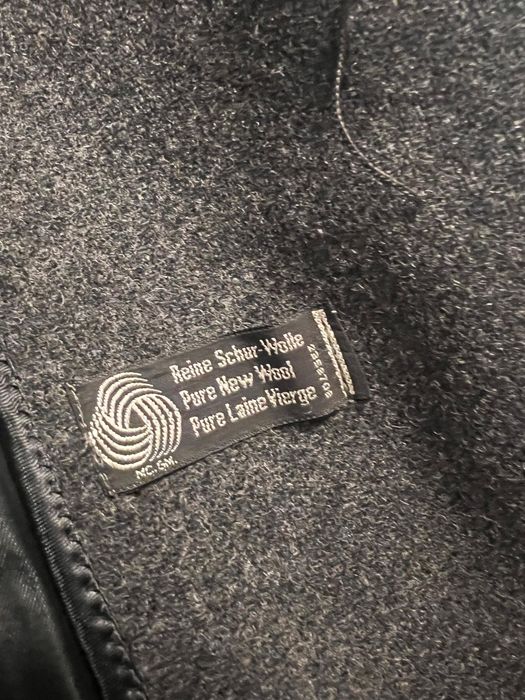 Reine Schur-Wolle
Pure New Wool
Pure Laine Vierge